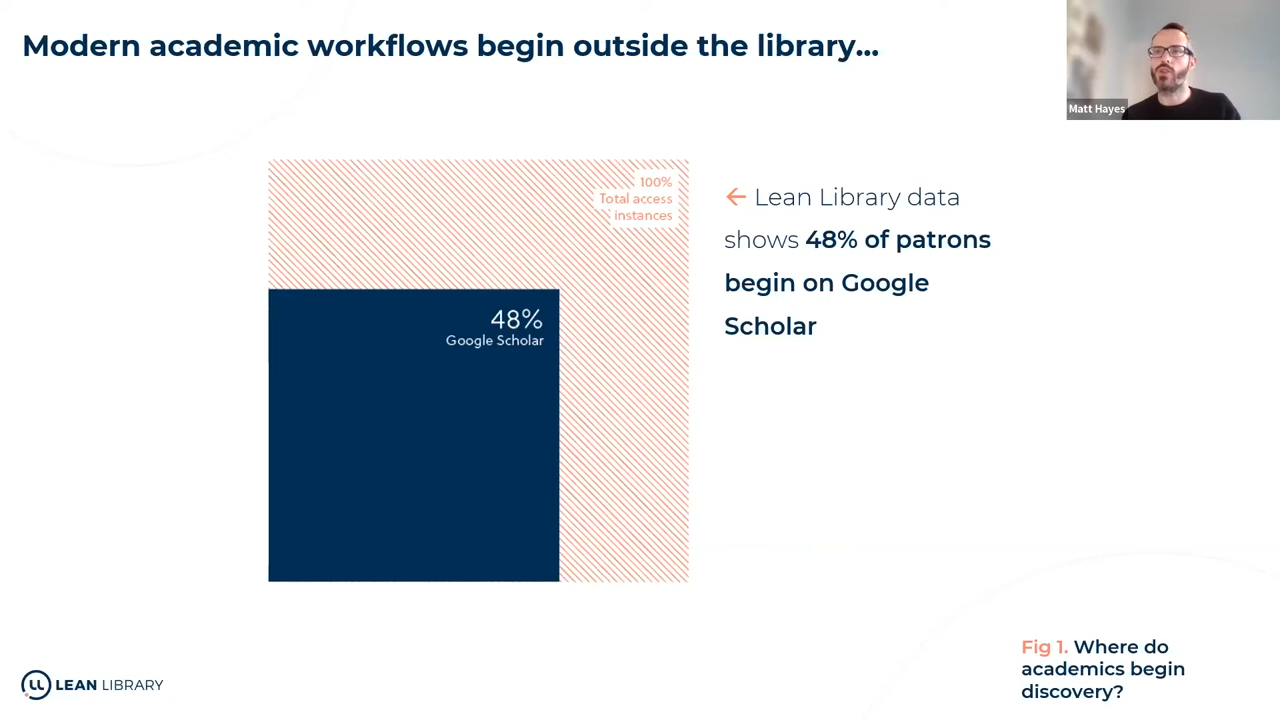 Modern academic workflows begin outside the library...
Matt Hayes
100%
Total access
instances
48%
Google Scholar
← Lean Library data
shows 48% of patrons
begin on Google
Scholar
LL LEAN LIBRARY
Fig 1. Where do
academics begin
discovery?